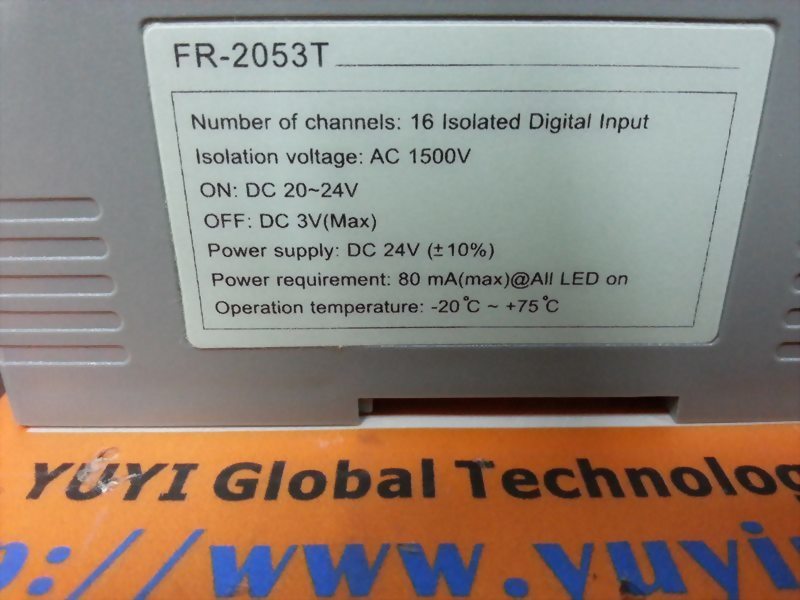 FR-2053T
Number of channels: 16 Isolated Digital Input
Isolation voltage: AC 1500V
ON: DC 20~24V
OFF: DC 3V(Max)
Power supply: DC 24V (±10%)
Power requirement: 80 mA(max)@All LED on
Operation temperature: -20°C ~ +75°C
YUYI Global Technolog
p://www.yuyi